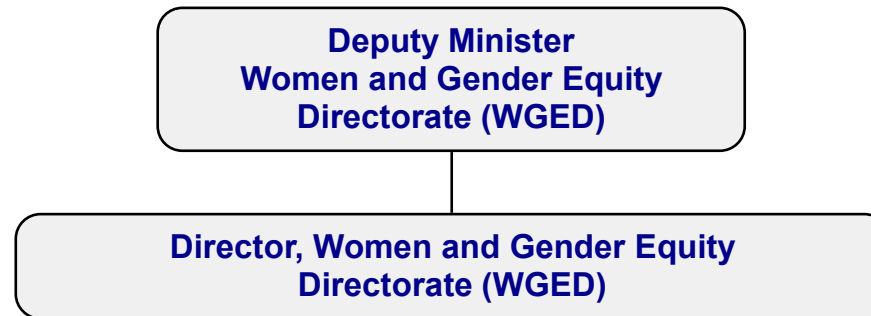 Deputy Minister
Women and Gender Equity
Directorate (WGED)
Director, Women and Gender Equity
Directorate (WGED)